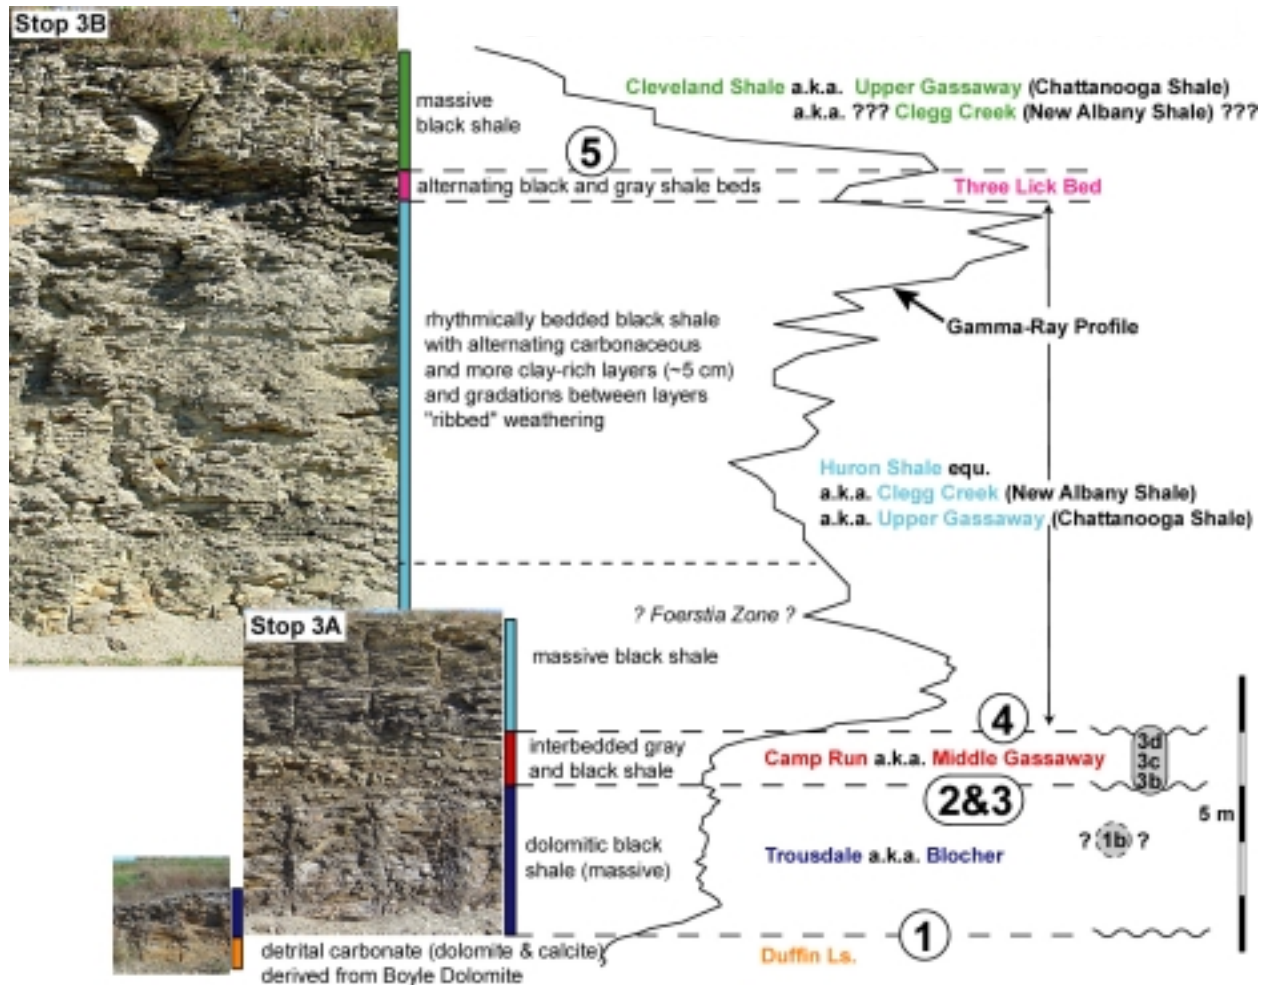 Stop 3B
massive
black shale
Cleveland Shale a.k.a. Upper Gassaway (Chattanooga Shale)
a.k.a. ??? Clegg Creek (New Albany Shale) ???
5
alternating black and gray shale beds
Three Lick Bed
Gamma-Ray Profile
rhythmically bedded black shale
with alternating carbonaceous
and more clay-rich layers (~5 cm)
and gradations between layers
"ribbed" weathering
Huron Shale equ.
a.k.a. Clegg Creek (New Albany Shale)
a.k.a. Upper Gassaway (Chattanooga Shale)
? Foerstia Zone ?
Stop 3A
massive black shale
4
interbedded gray
and black shale
Camp Run a.k.a. Middle Gassaway
3d
3c
3b
2&3
5 m
dolomitic black
shale (massive)
Trousdale a.k.a. Blocher
? 1b ?
1
detrital carbonate (dolomite & calcite)
derived from Boyle Dolomite
Duffin Ls.